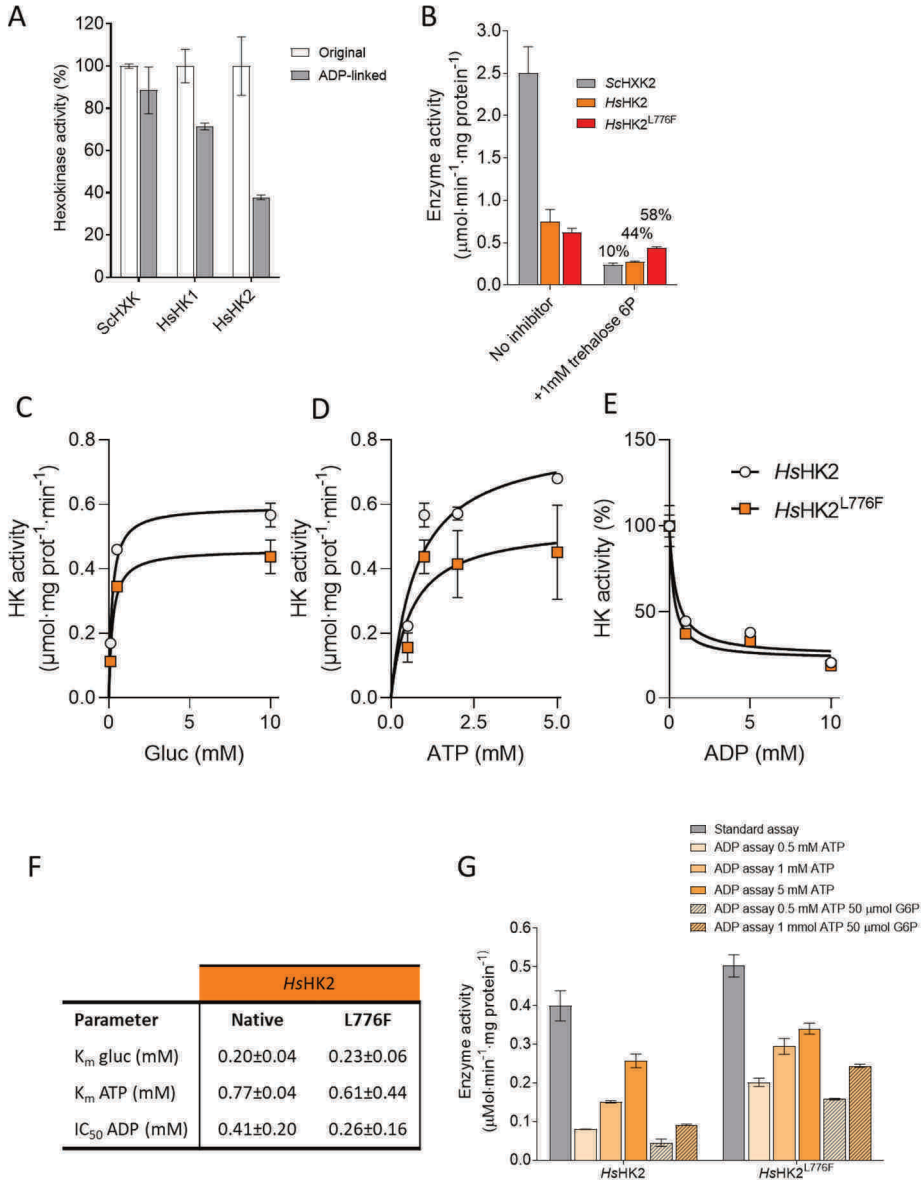 A
120
100
80
60
40
20
0
Hexokinase activity (%)
Original
ADP-linked
ScHXK
HsHK1
HsHK2
B
3.0
2.5
2.0
1.5
1.0
0.5
0.0
Enzyme activity
(μmol·min⁻¹·mg protein⁻¹)
ScHXK2
HsHK2
HsHK2^L776F
10%
44%
58%
No inhibitor
+1mM trehalose 6P
C
0.8
0.6
0.4
0.2
0.0
HK activity
(μmol·mg prot⁻¹·min⁻¹)
0
5
10
Gluc (mM)
D
0.8
0.6
0.4
0.2
0.0
HK activity
(μmol·mg prot⁻¹·min⁻¹)
0.0
2.5
5.0
ATP (mM)
E
150
100
50
0
HK activity (%)
0
5
10
ADP (mM)
HsHK2
HsHK2^L776F
F
HsHK2
Parameter Native L776F
Kₘ gluc (mM) 0.20±0.04 0.23±0.06
Kₘ ATP (mM) 0.77±0.04 0.61±0.44
IC₅₀ ADP (mM) 0.41±0.20 0.26±0.16
G
Standard assay
ADP assay 0.5 mM ATP
ADP assay 1 mM ATP
ADP assay 5 mM ATP
ADP assay 0.5 mM ATP 50 μmol G6P
ADP assay 1 mmol ATP 50 μmol G6P
0.6
0.5
0.4
0.3
0.2
0.1
0.0
Enzyme activity
(μMol·min⁻¹·mg protein⁻¹)
HsHK2
HsHK2^L776F